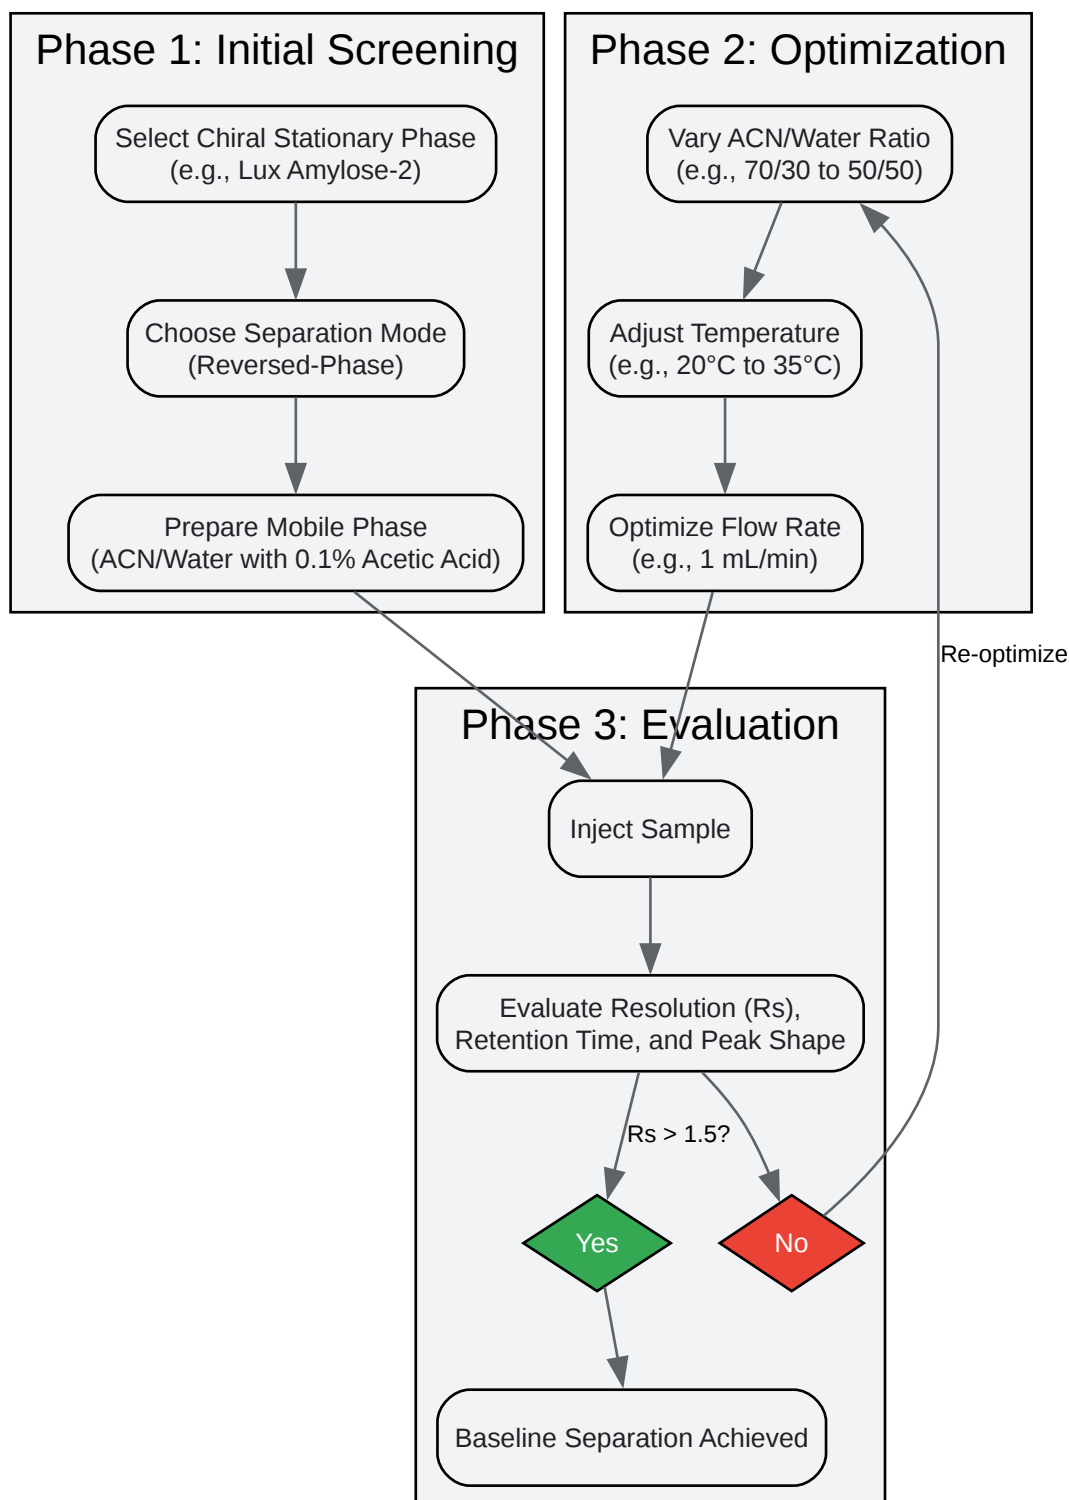 Phase 1: Initial Screening
Select Chiral Stationary Phase
(e.g., Lux Amylose-2)
Choose Separation Mode
(Reversed-Phase)
Prepare Mobile Phase
(ACN/Water with 0.1% Acetic Acid)
Phase 2: Optimization
Vary ACN/Water Ratio
(e.g., 70/30 to 50/50)
Adjust Temperature
(e.g., 20°C to 35°C)
Optimize Flow Rate
(e.g., 1 mL/min)
Re-optimize
Phase 3: Evaluation
Inject Sample
Evaluate Resolution (Rs),
Retention Time, and Peak Shape
Rs > 1.5?
Yes
No
Baseline Separation Achieved